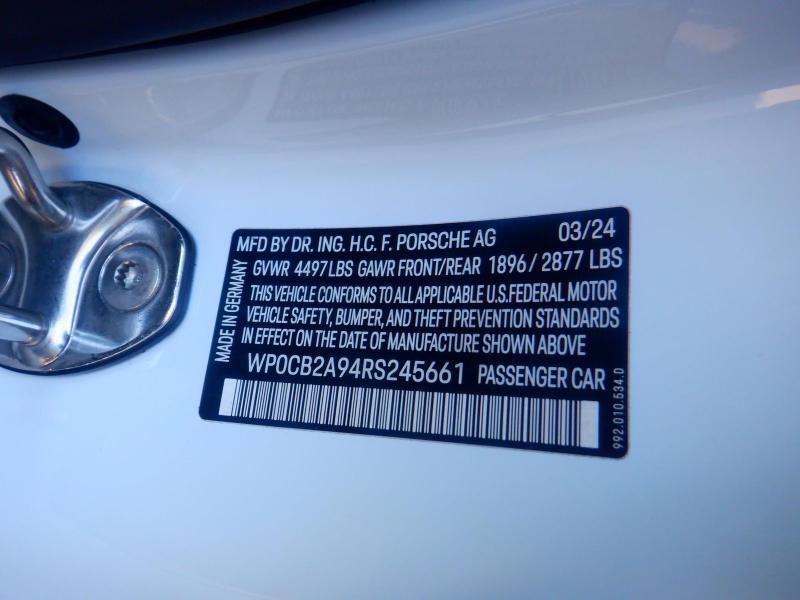 MFD BY DR. ING. H.C. F. PORSCHE AG 03/24
GVWR 4497LBS GAWR FRONT/REAR 1896 / 2877 LBS
THIS VEHICLE CONFORMS TO ALL APPLICABLE U.S.FEDERAL MOTOR
VEHICLE SAFETY, BUMPER, AND THEFT PREVENTION STANDARDS
IN EFFECT ON THE DATE OF MANUFACTURE SHOWN ABOVE
WP0CB2A94RS245661 PASSENGER CAR
MADE IN GERMANY
992.010.534.D